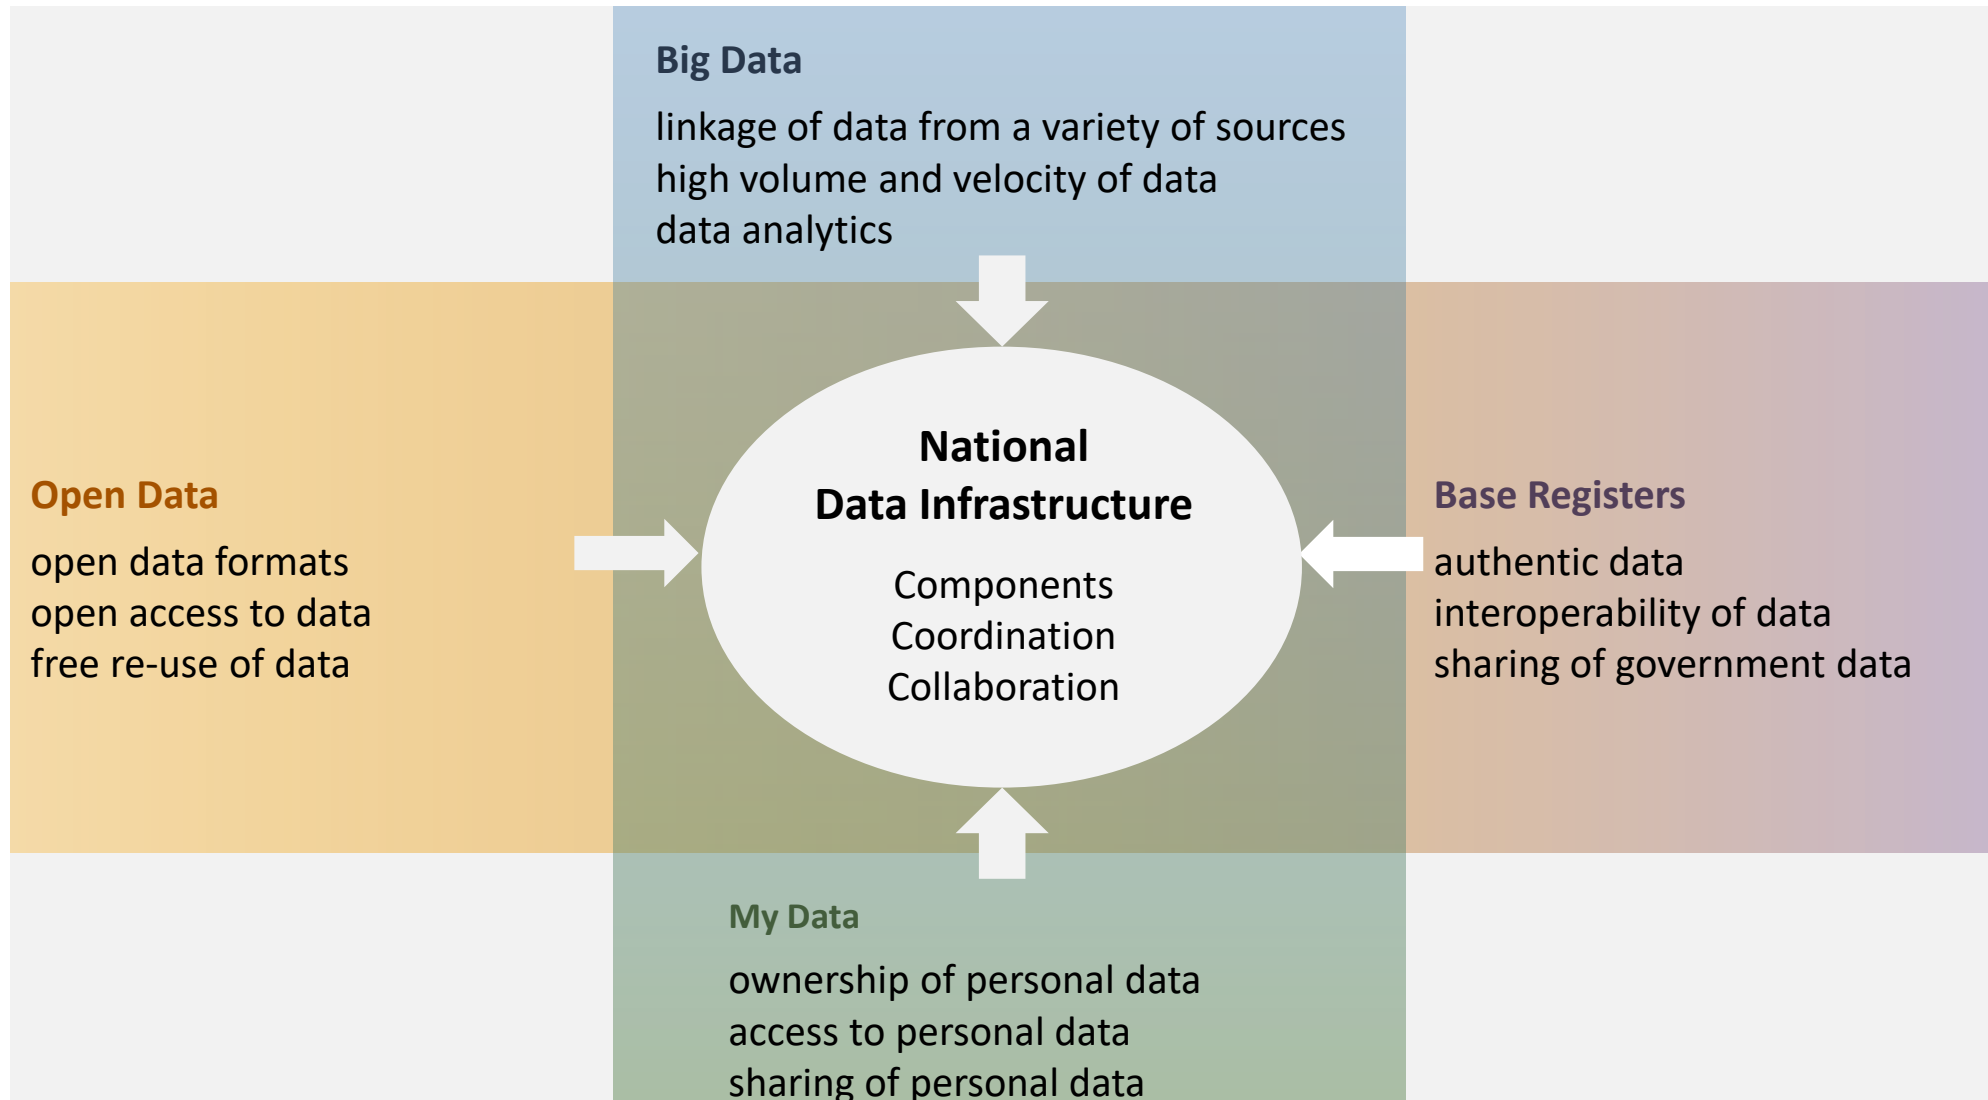 Big Data
linkage of data from a variety of sources
high volume and velocity of data
data analytics
Open Data
open data formats
open access to data
free re-use of data
National
Data Infrastructure
Components
Coordination
Collaboration
Base Registers
authentic data
interoperability of data
sharing of government data
My Data
ownership of personal data
access to personal data
sharing of personal data